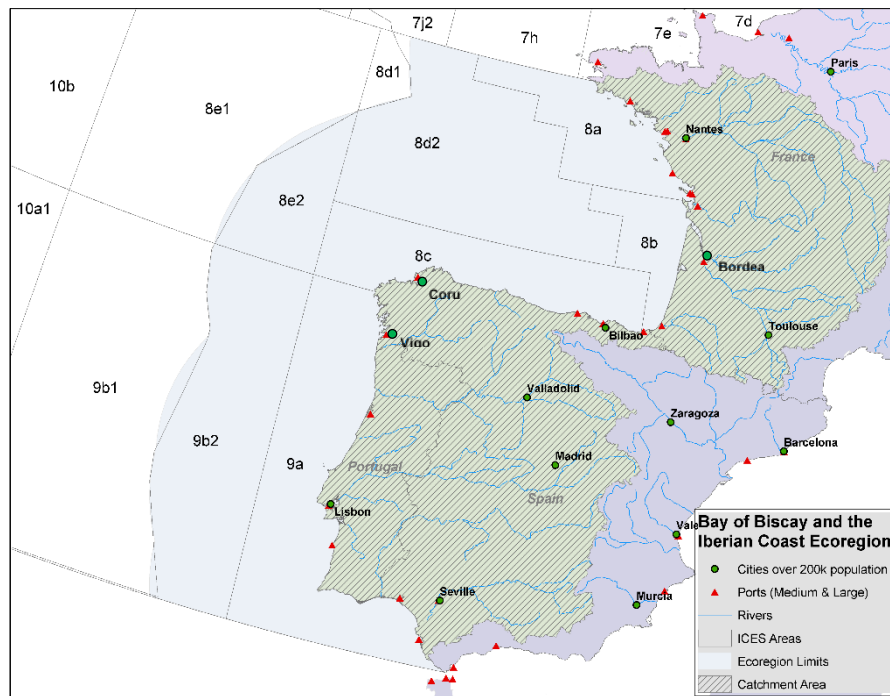 7j2
7h
7e
7d
10b
8e1
8d1
Paris
8d2
8a
Nantes
France
10a1
8e2
8b
8c
Bordea
Coru
Vigo
Bilbao
Toulouse
9b1
Valladolid
Zaragoza
Barcelona
9b2
9a
Portugal
Madrid
Spain
Lisbon
Vale
Seville
Murcia
Bay of Biscay and the
Iberian Coast Ecoregion
Cities over 200k population
Ports (Medium & Large)
Rivers
ICES Areas
Ecoregion Limits
Catchment Area